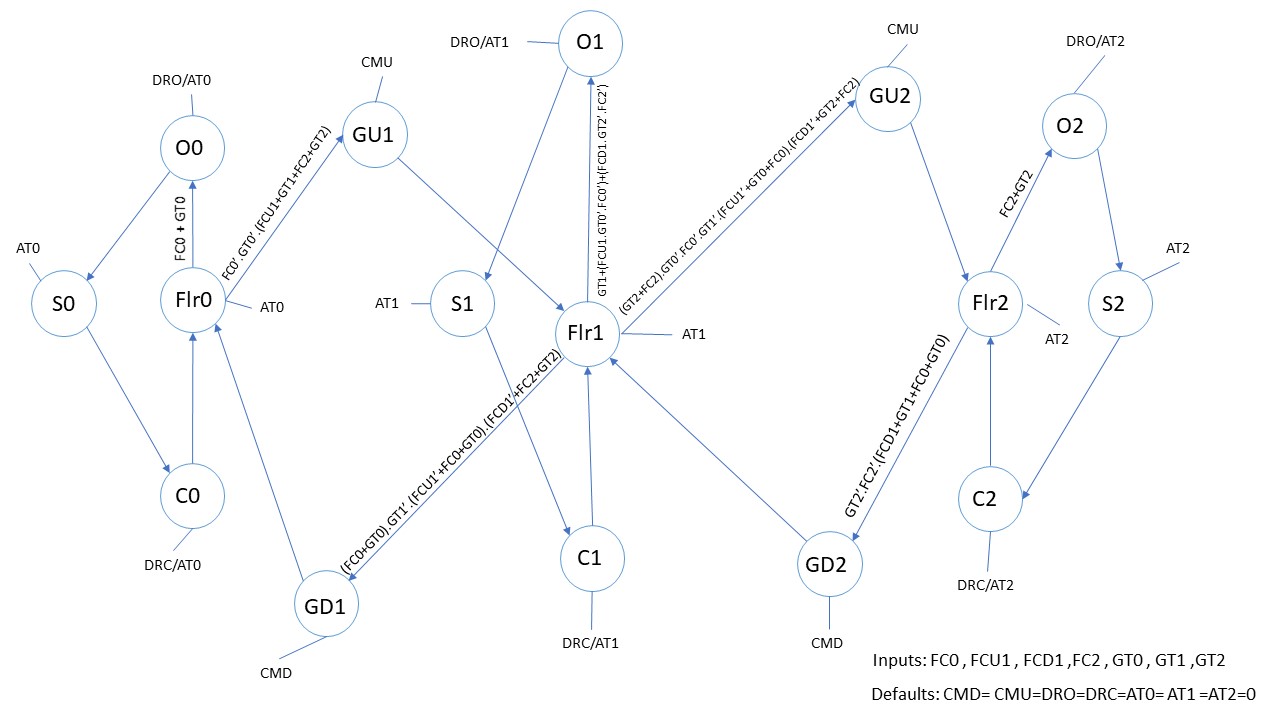 DRO/AT0
O0
AT0
S0
FC0 + GT0
Flr0
AT0
C0
DRC/AT0
FC0'.GT0'.(FCU1+GT1+FC2+GT2)
CMU
GU1
DRO/AT1
O1
AT1
S1
GT1+(FCU1.GT0'.FC0')+(FCD1.GT2'.FC2')
Flr1
AT1
(FC0+GT0).GT1'.(FCU1'+FC0+GT0).(FCD1'+FC2+GT2)
GD1
CMD
C1
DRC/AT1
(GT2+FC2).GT0'.FC0'.GT1'.(FCU1'+GT0+FC0).(FCD1'+GT2+FC2)
CMU
GU2
DRO/AT2
O2
FC2+GT2
Flr2
AT2
AT2
S2
GT2'.FC2'.(FCD1+GT1+FC0+GT0)
GD2
CMD
C2
DRC/AT2
Inputs: FC0 , FCU1 , FCD1 ,FC2 , GT0 , GT1 ,GT2
Defaults: CMD= CMU=DRO=DRC=AT0= AT1 =AT2=0